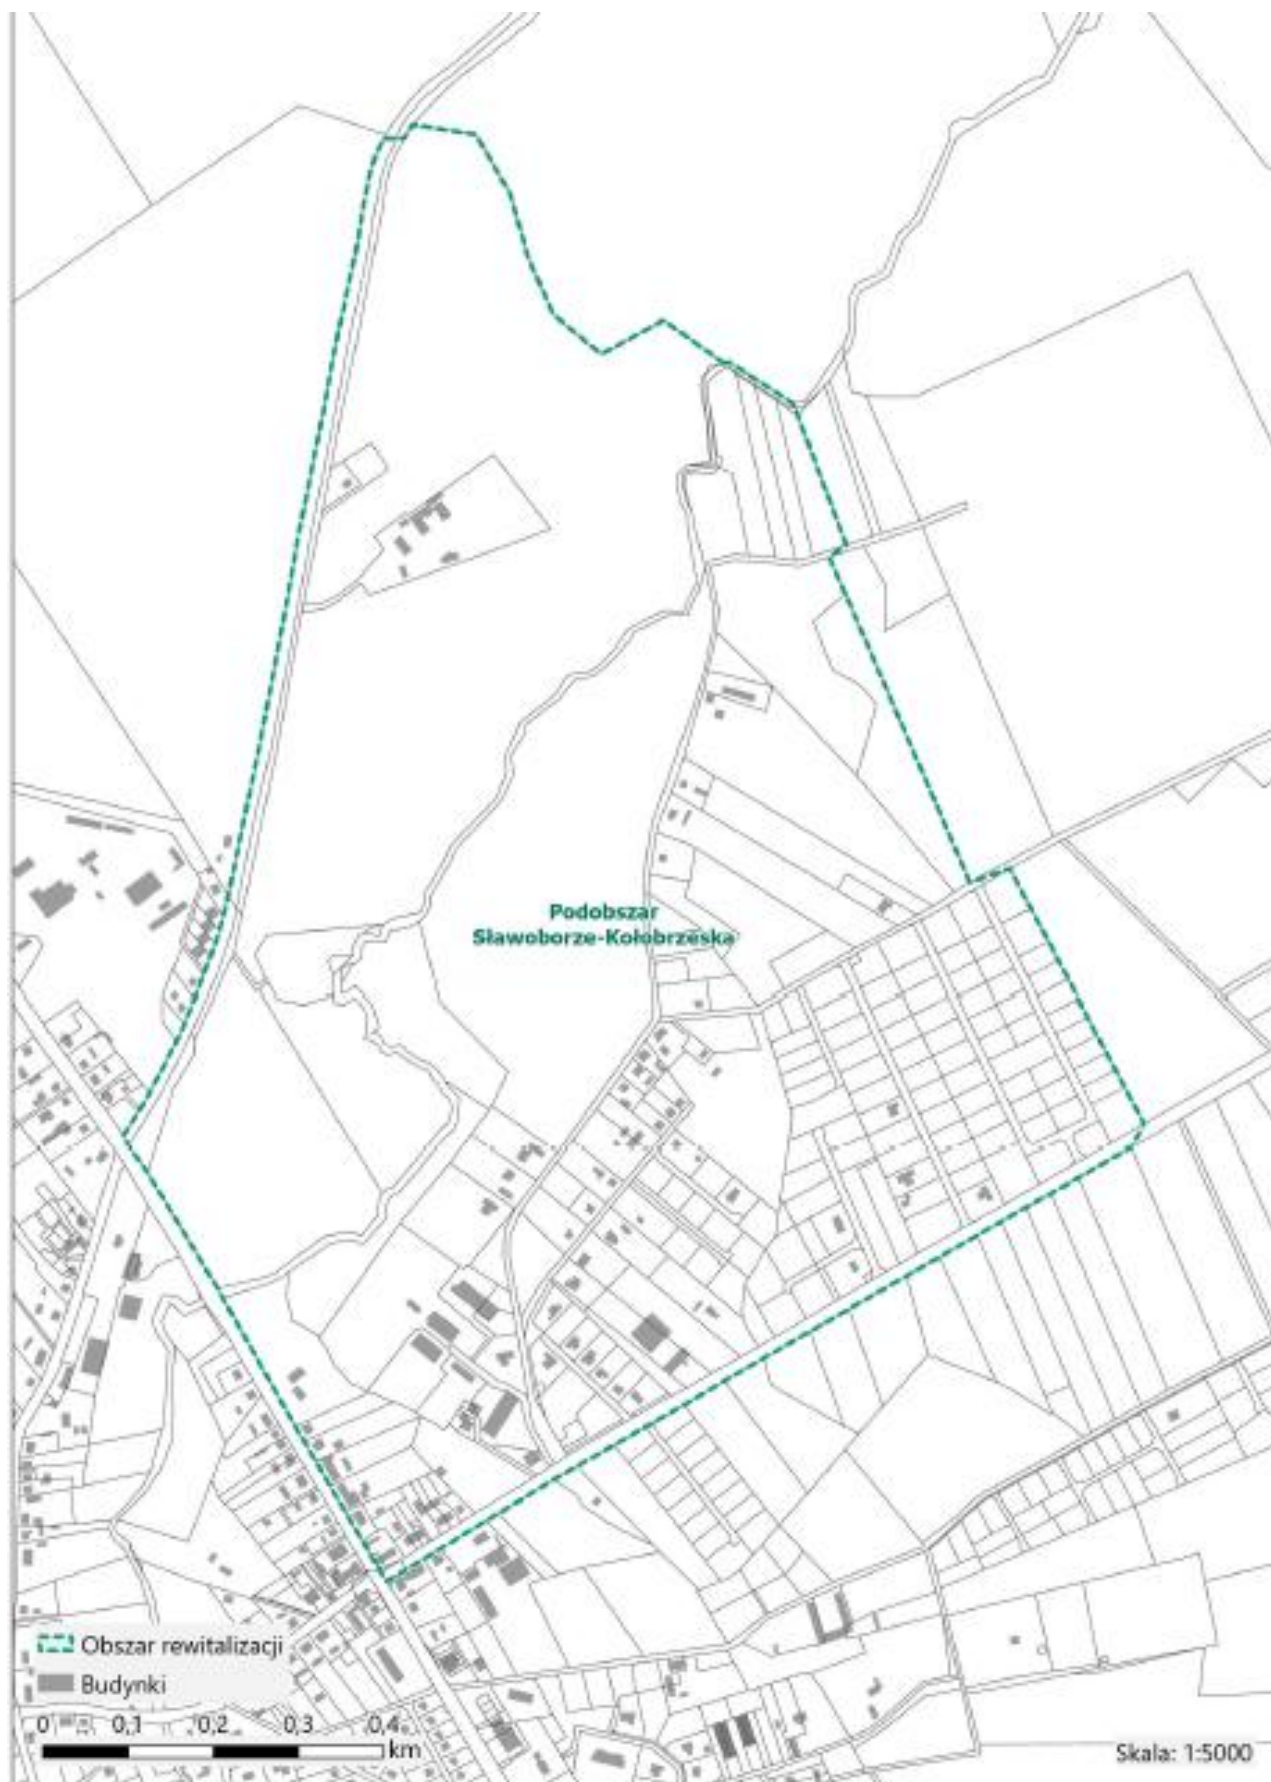 Podobszar
Sławoborze-Kołobrzeska
Obszar rewitalizacji
Budynki
0 0,1 0,2 0,3 0,4
km
Skala: 1:5000